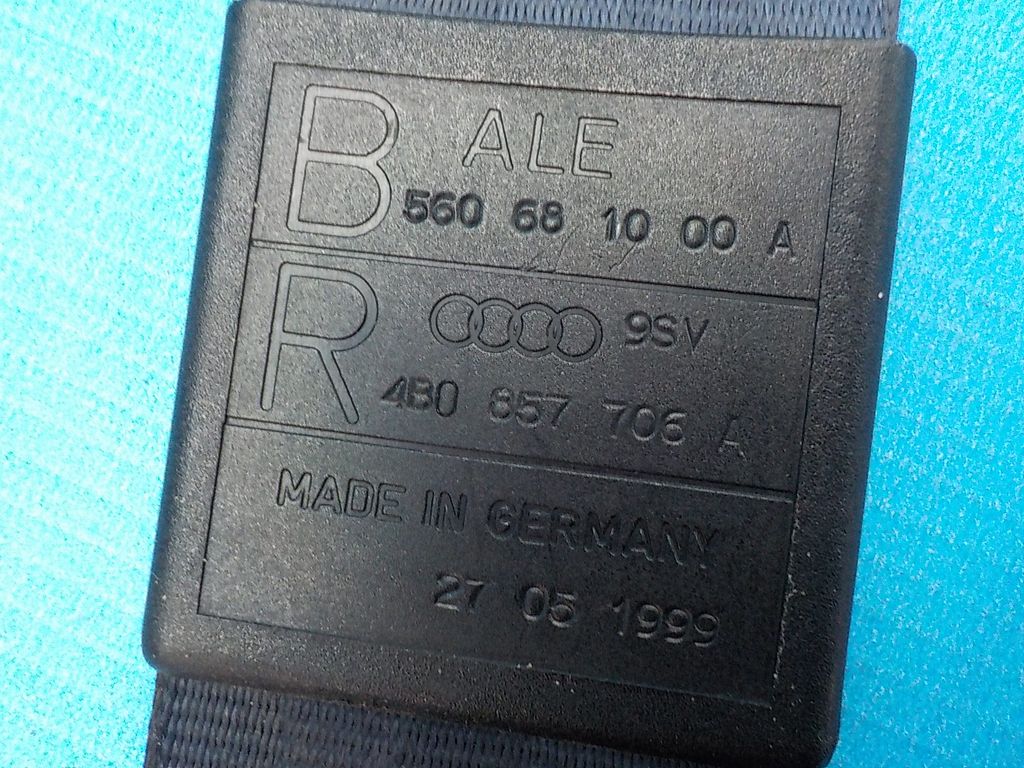 B ALE
560 68 10 00 A
R 9SV
4B0 857 706 A
MADE IN GERMANY
27 05 1999